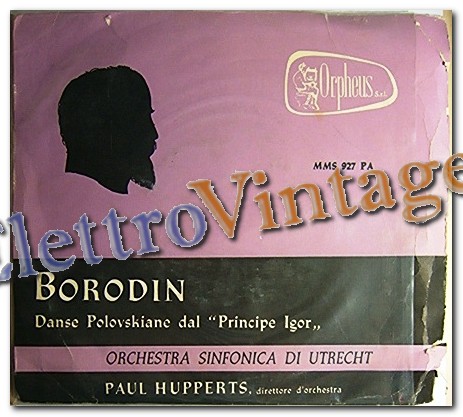 Orpheus S.r.l.
MMS 927 PA
ElettroVintage
BORODIN
Danse Polovskiane dal "Principe Igor„
ORCHESTRA SINFONICA DI UTRECHT
PAUL HUPPERTS, direttore d'orchestra